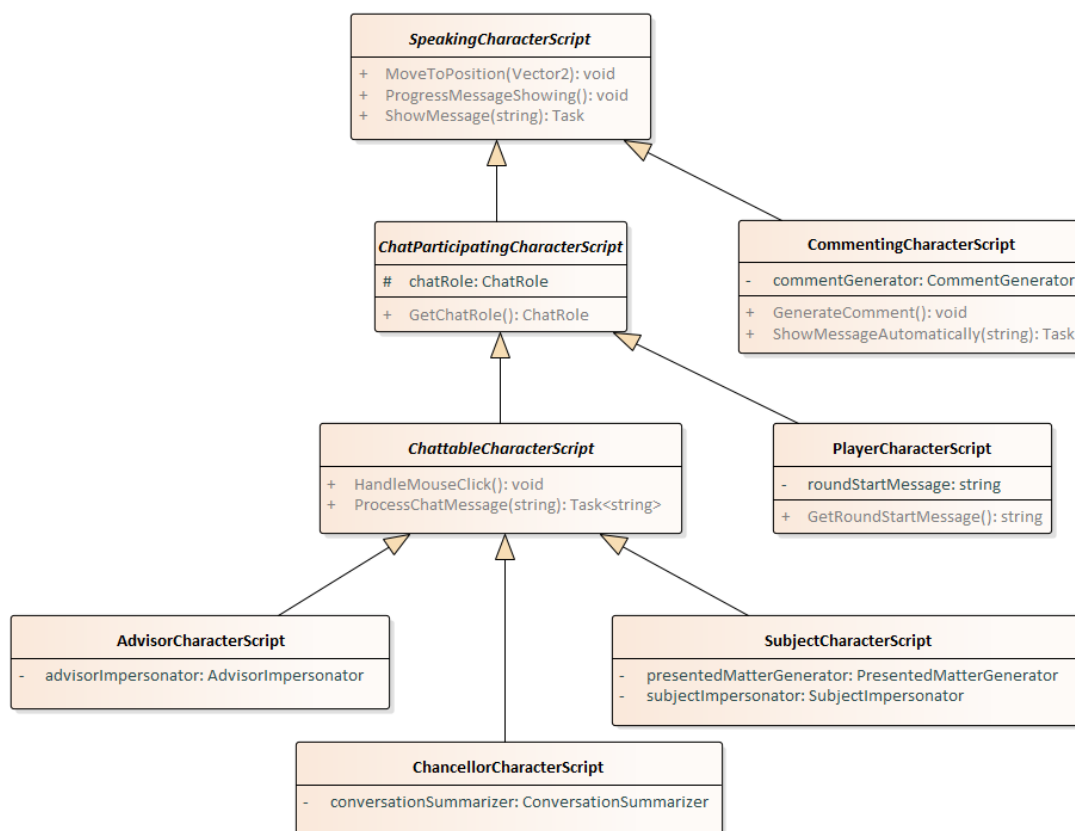 SpeakingCharacterScript
+ MoveToPosition(Vector2): void
+ ProgressMessageShowing(): void
+ ShowMessage(string): Task
ChatParticipatingCharacterScript
# chatRole: ChatRole
+ GetChatRole(): ChatRole
CommentingCharacterScript
- commentGenerator: CommentGenerator
+ GenerateComment(): void
+ ShowMessageAutomatically(string): Task
ChattableCharacterScript
+ HandleMouseClick(): void
+ ProcessChatMessage(string): Task<string>
PlayerCharacterScript
- roundStartMessage: string
+ GetRoundStartMessage(): string
AdvisorCharacterScript
- advisorImpersonator: AdvisorImpersonator
SubjectCharacterScript
- presentedMatterGenerator: PresentedMatterGenerator
- subjectImpersonator: SubjectImpersonator
ChancellorCharacterScript
- conversationSummarizer: ConversationSummarizer